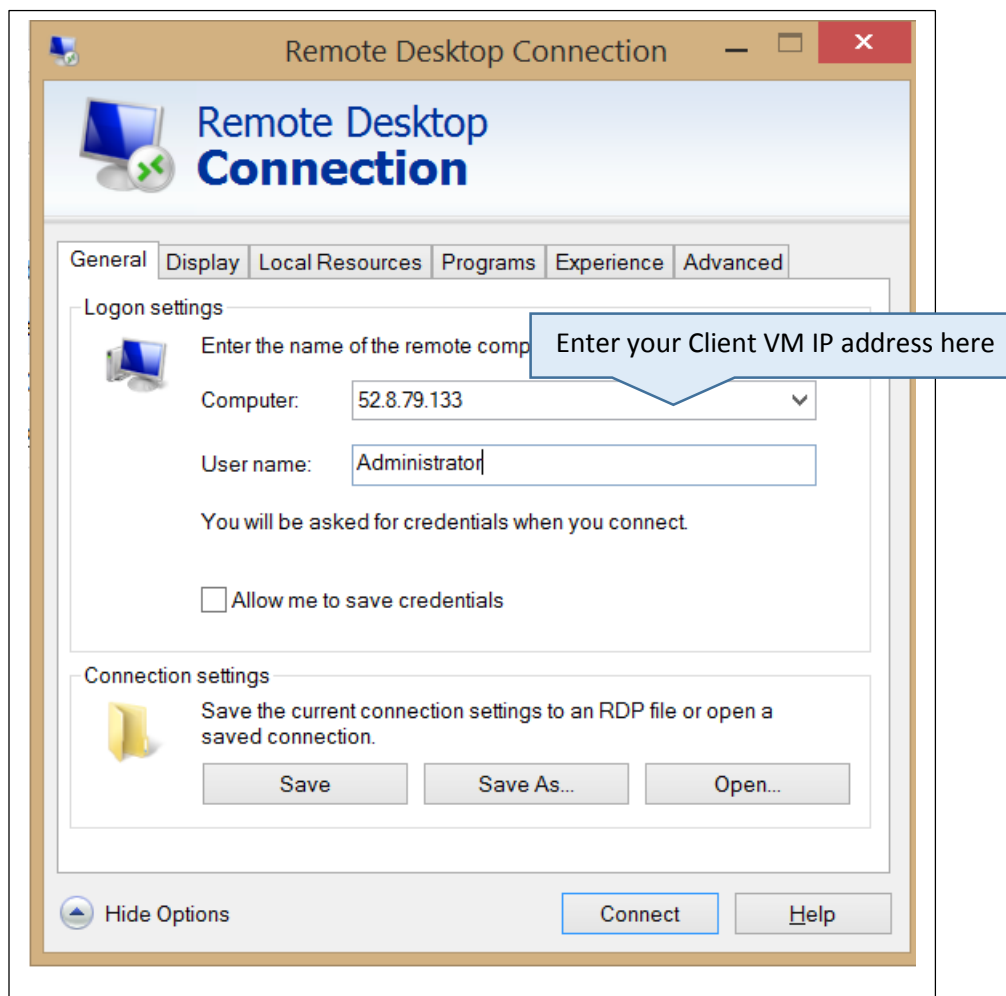 Remote Desktop Connection
Remote Desktop
Connection
General Display Local Resources Programs Experience Advanced
Logon settings
Enter the name of the remote comp
Enter your Client VM IP address here
Computer: 52.8.79.133
User name: Administrator
You will be asked for credentials when you connect.
Allow me to save credentials
Connection settings
Save the current connection settings to an RDP file or open a
saved connection.
Save Save As... Open...
Hide Options Connect Help